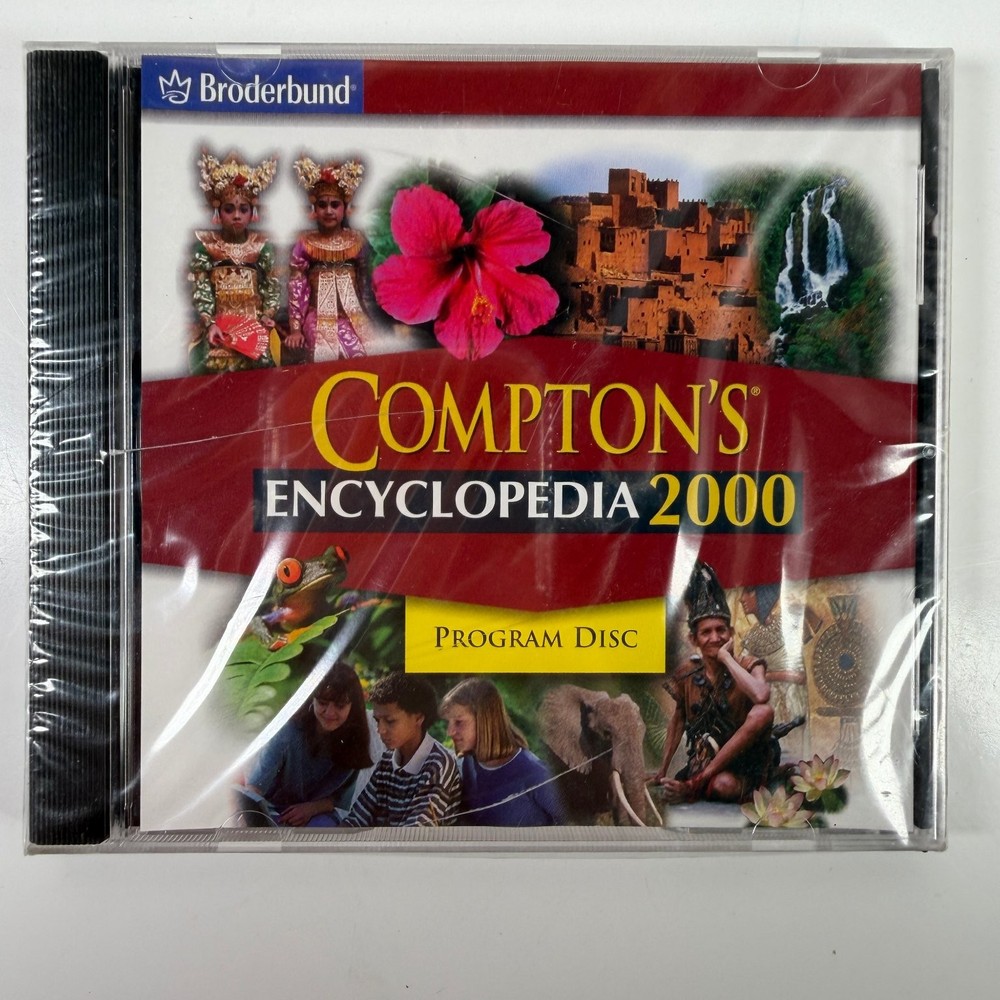 Broderbund®
COMPTON'S®
ENCYCLOPEDIA 2000
PROGRAM DISC